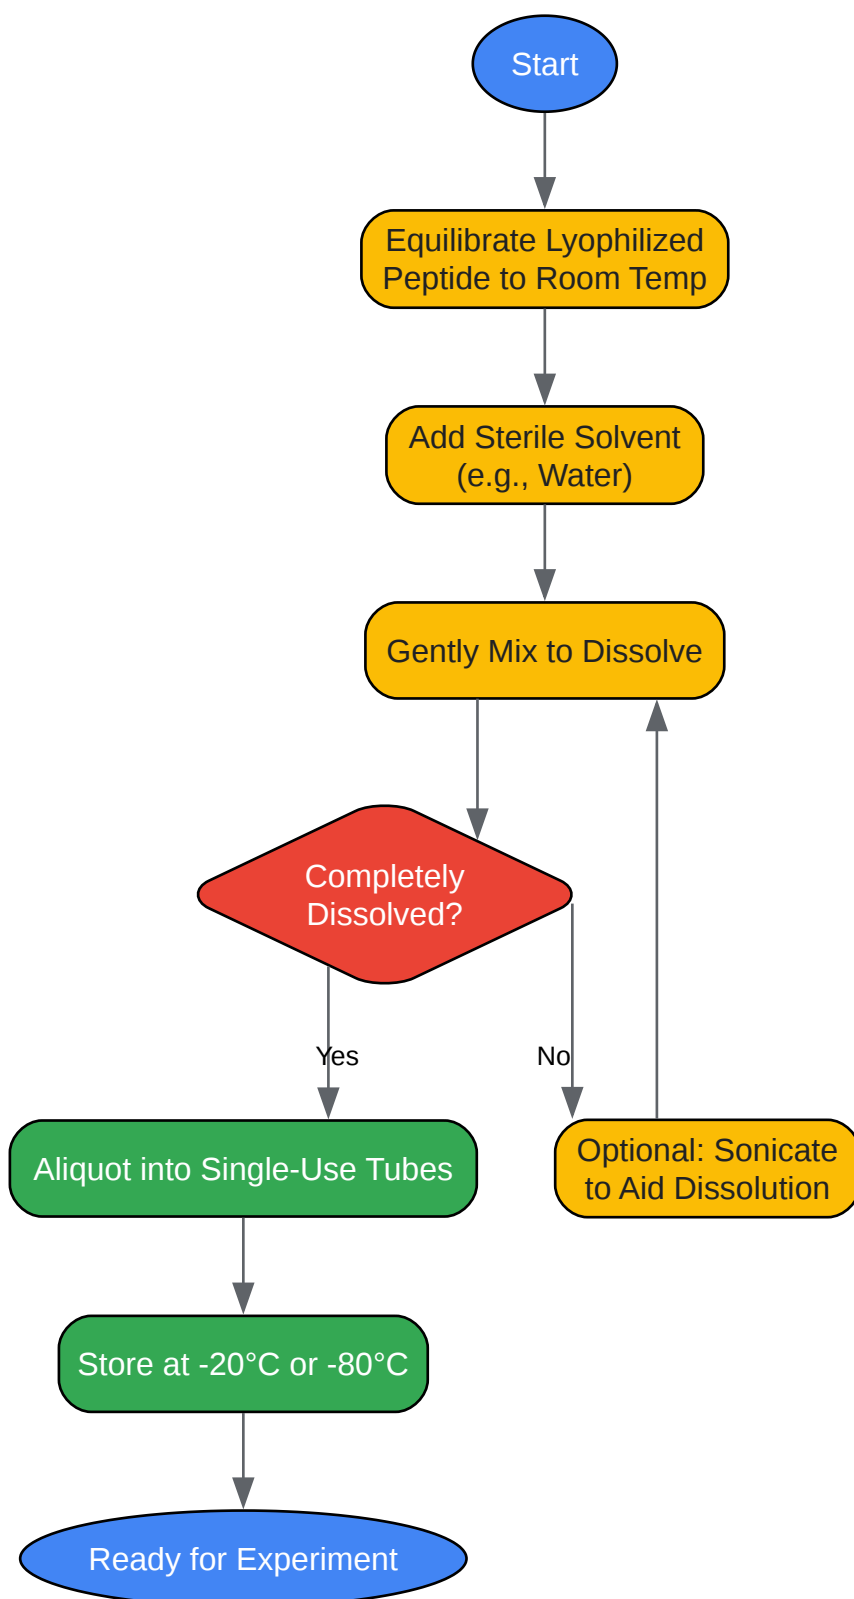 Start
Equilibrate Lyophilized
Peptide to Room Temp
Add Sterile Solvent
(e.g., Water)
Gently Mix to Dissolve
Completely
Dissolved?
Yes
No
Aliquot into Single-Use Tubes
Optional: Sonicate
to Aid Dissolution
Store at -20°C or -80°C
Ready for Experiment